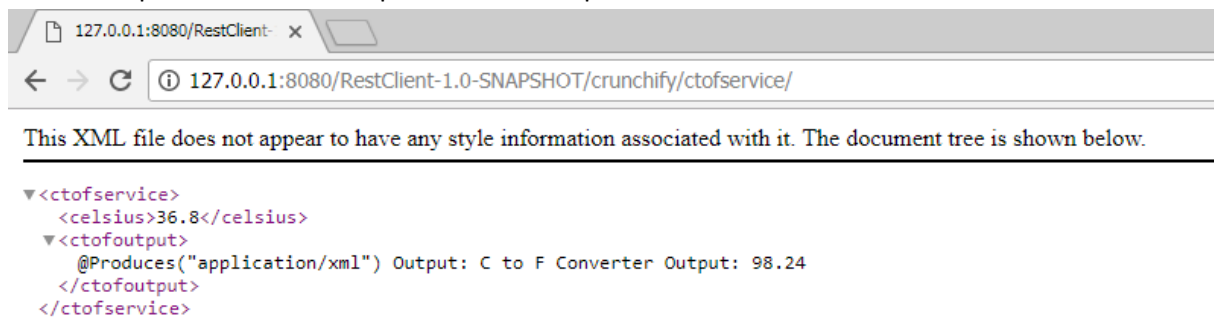 127.0.0.1:8080/RestClient-
127.0.0.1:8080/RestClient-1.0-SNAPSHOT/crunchify/ctofservice/
This XML file does not appear to have any style information associated with it. The document tree is shown below.
▼<ctofservice>
<celsius>36.8</celsius>
▼<ctofoutput>
@Produces("application/xml") Output: C to F Converter Output: 98.24
</ctofoutput>
</ctofservice>